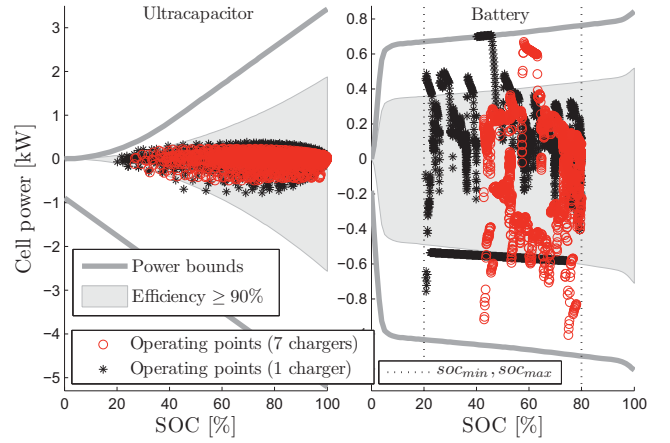 Ultracapacitor
Battery
Cell power [kW]
3
2
1
0
−1
−2
−3
−4
−5
0.8
0.6
0.4
0.2
0
−0.2
−0.4
−0.6
−0.8
Power bounds
Efficiency ≥ 90%
Operating points (7 chargers)
Operating points (1 charger)
soc_min, soc_max
0 20 40 60 80 100
0 20 40 60 80 100
SOC [%]
SOC [%]